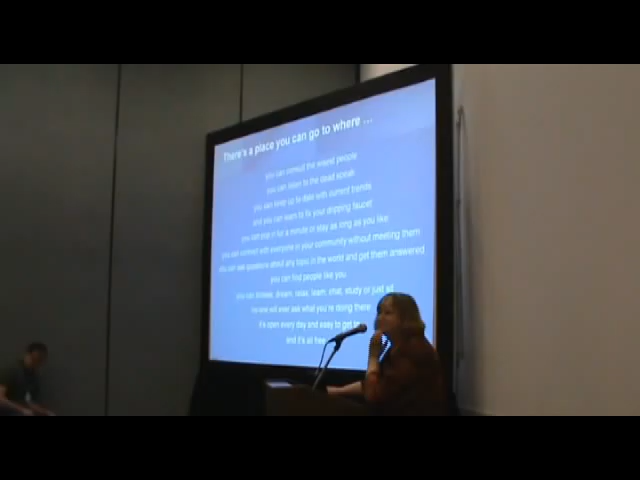 There's a place you can go to where ...
you can consult the wisest people
you can listen to the dead speak
you can keep up to date with current trends
and you can learn to fix your dripping faucet
you can pop in for a minute or stay as long as you like
you can connect with everyone in your community without meeting them
you can ask questions about any topic in the world and get them answered
you can find people like you
you can browse, dream, relax, learn, chat, study or just sit
no-one will ever ask what you're doing there
it's open every day and easy to get
and it's all